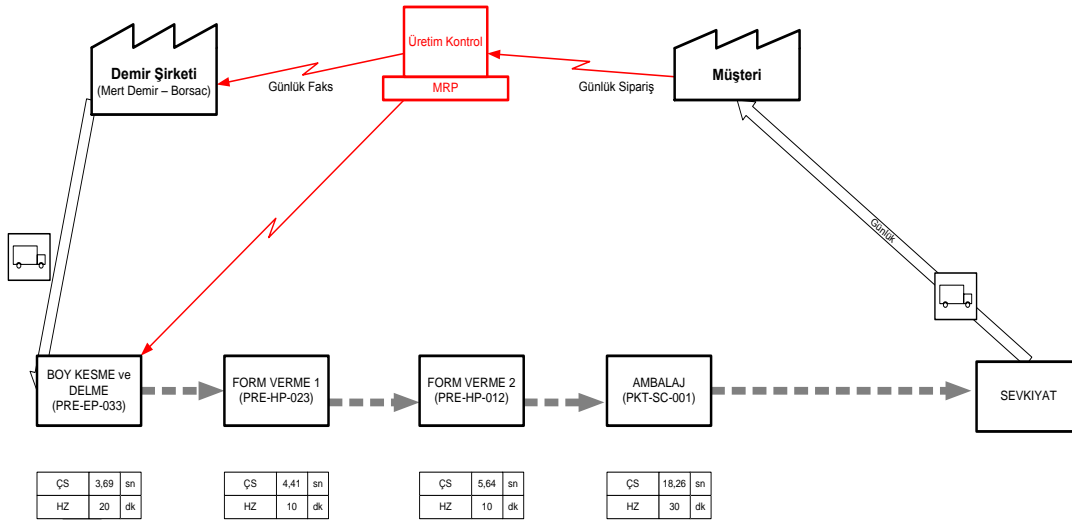 Demir Şirketi
(Mert Demir – Borsac)
Günlük Faks
Üretim Kontrol
MRP
Günlük Sipariş
Müşteri
Günlük
BOY KESME ve
DELME
(PRE-EP-033)
FORM VERME 1
(PRE-HP-023)
FORM VERME 2
(PRE-HP-012)
AMBALAJ
(PKT-SC-001)
SEVKIYAT
ÇS 3,69 sn
HZ 20 dk
ÇS 4,41 sn
HZ 10 dk
ÇS 5,64 sn
HZ 10 dk
ÇS 18,26 sn
HZ 30 dk